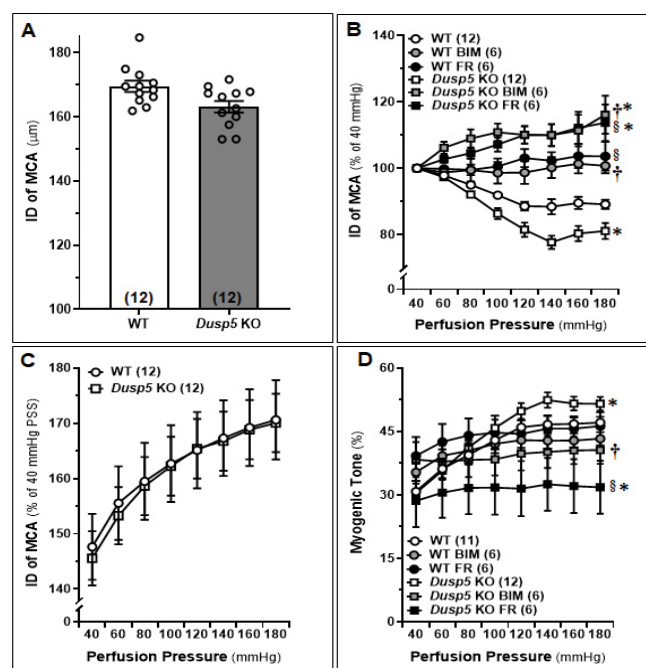 A
ID of MCA (μm)
180
160
140
120
100
(12)
(12)
WT
Dusp5 KO
B
WT (12)
WT BIM (6)
WT FR (6)
Dusp5 KO (12)
Dusp5 KO BIM (6)
Dusp5 KO FR (6)
ID of MCA (% of 40 mmHg)
140
120
100
80
0
†*
§ *
§
†
*
40 60 80 100 120 140 160 180
Perfusion Pressure (mmHg)
C
WT (12)
Dusp5 KO (12)
ID of MCA (% of 40 mmHg PSS)
180
170
160
150
140
0
40 60 80 100 120 140 160 180
Perfusion Pressure (mmHg)
D
Myogenic Tone (%)
60
45
30
15
0
*
†
§ *
WT (11)
WT BIM (6)
WT FR (6)
Dusp5 KO (12)
Dusp5 KO BIM (6)
Dusp5 KO FR (6)
40 60 80 100 120 140 160 180
Perfusion Pressure (mmHg)